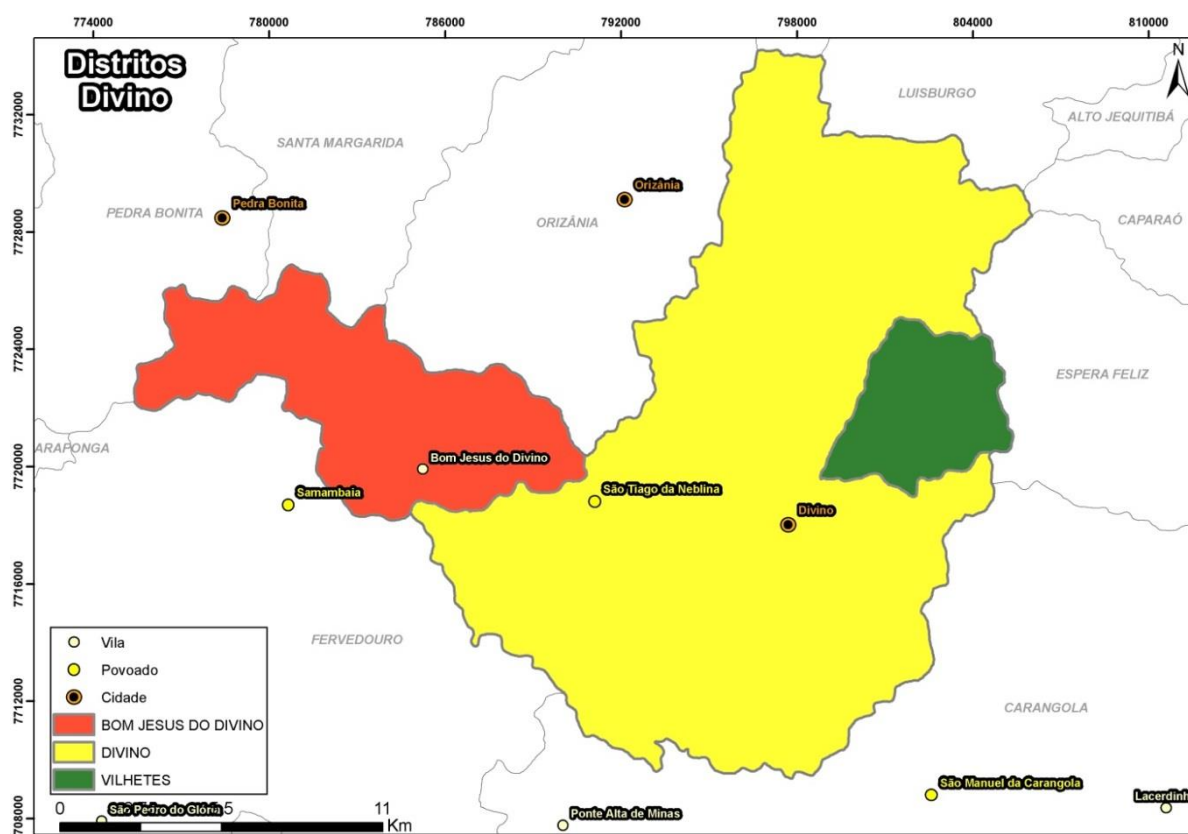 774000
780000
786000
792000
798000
804000
810000
Distritos
Divino
N
LUISBURGO
ALTO JEQUITIBÁ
7732000
SANTA MARGARIDA
Orizânia
PEDRA BONITA
Pedra Bonita
ORIZÂNIA
CAPARAÓ
7728000
7724000
ESPERA FELIZ
ARAPONGA
Bom Jesus do Divino
7720000
Samambaia
São Tiago da Neblina
Divino
7716000
FERVEDOURO
Vila
Povoado
Cidade
BOM JESUS DO DIVINO
DIVINO
VILHETES
7712000
CARANGOLA
São Manuel da Carangola
0
5
11
Km
São Pedro do Glória
Ponte Alta de Minas
Lacerdinh
7708000